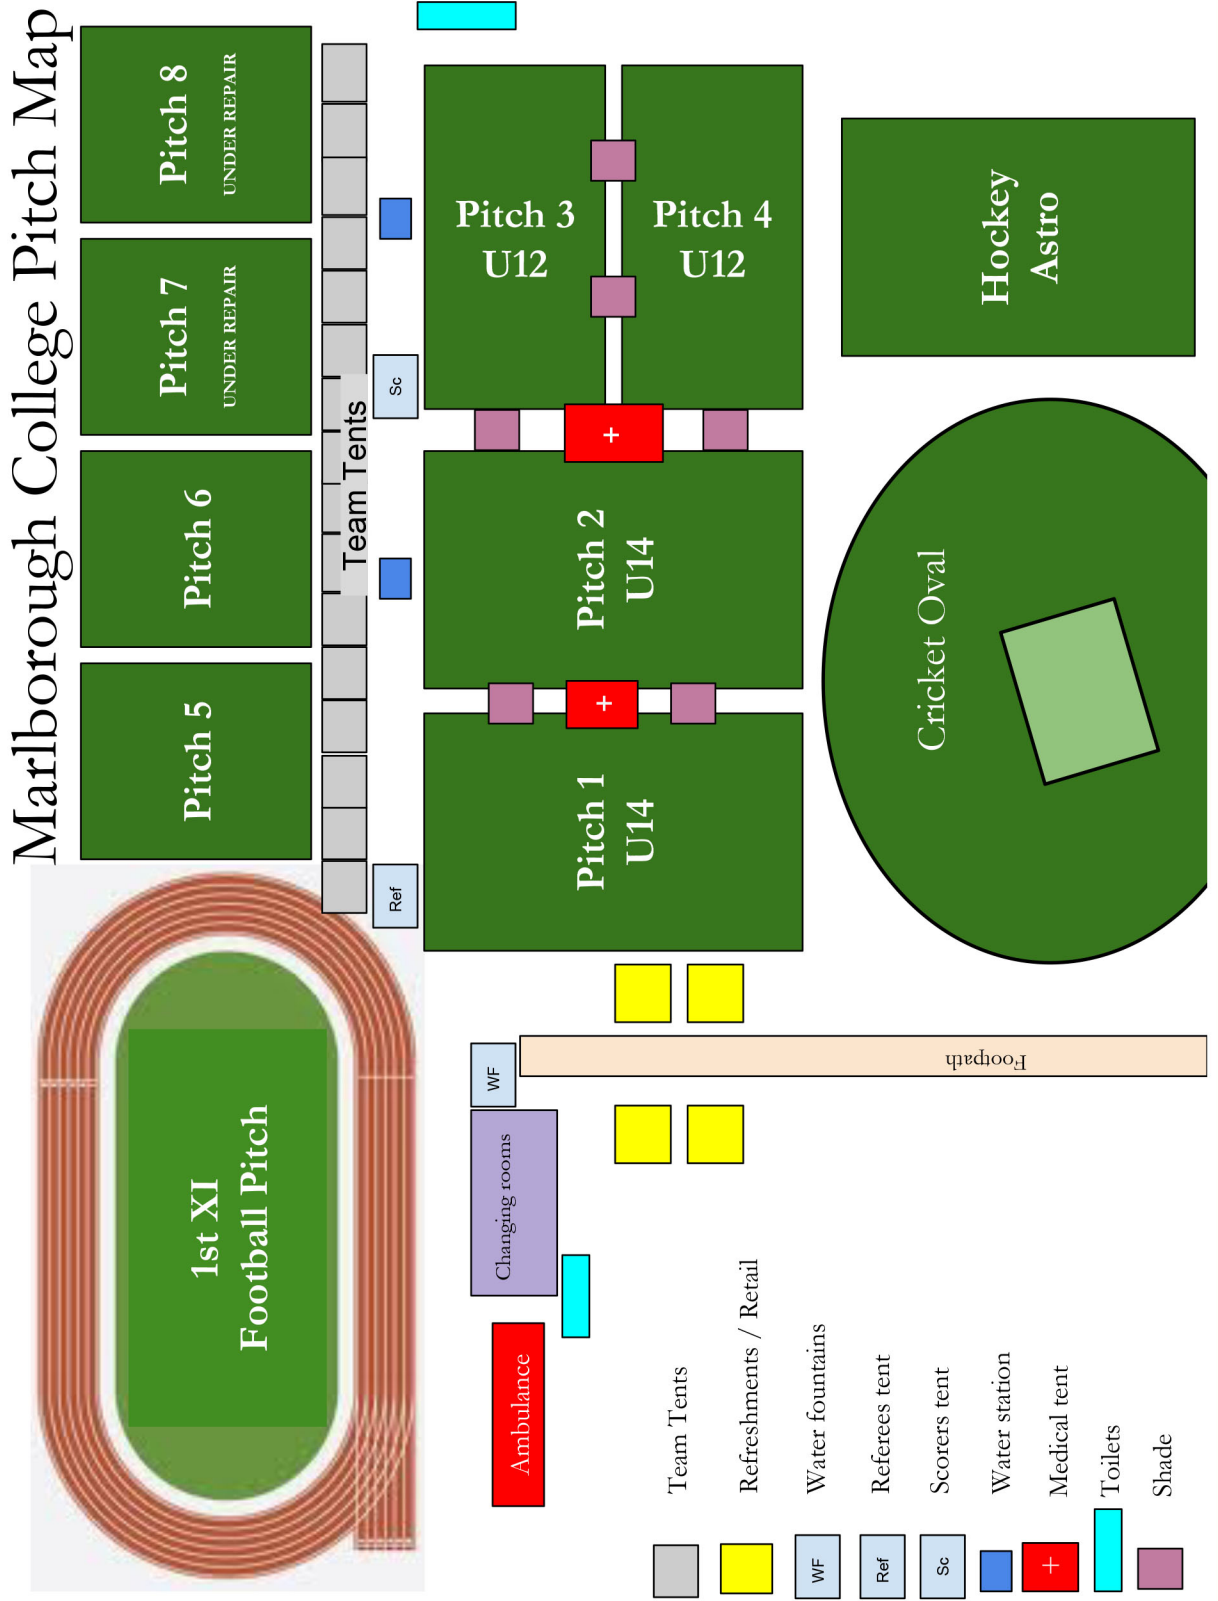 Marlborough College Pitch Map
1st XI
Football Pitch
Pitch 5
Pitch 6
Pitch 7
UNDER REPAIR
Pitch 8
UNDER REPAIR
Team Tents
Ref
Sc
Pitch 1
U14
Pitch 2
U14
Pitch 3
U12
Pitch 4
U12
+
+
WF
Changing rooms
Ambulance
Footpath
Cricket Oval
Hockey
Astro
Team Tents
Refreshments / Retail
WF
Water fountains
Ref
Referees tent
Sc
Scorers tent
Water station
+
Medical tent
Toilets
Shade